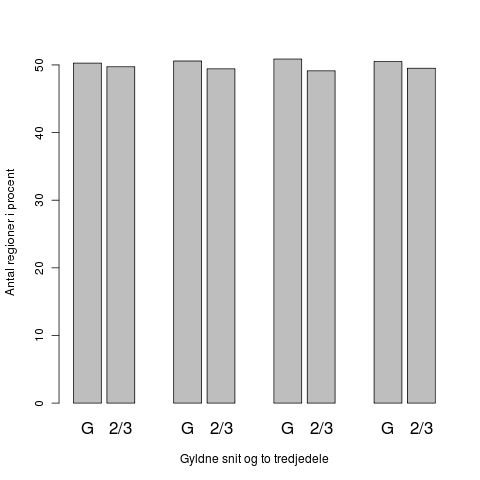 Antal regioner i procent
50
40
30
20
10
0
G 2/3 G 2/3 G 2/3 G 2/3
Gyldne snit og to tredjedele